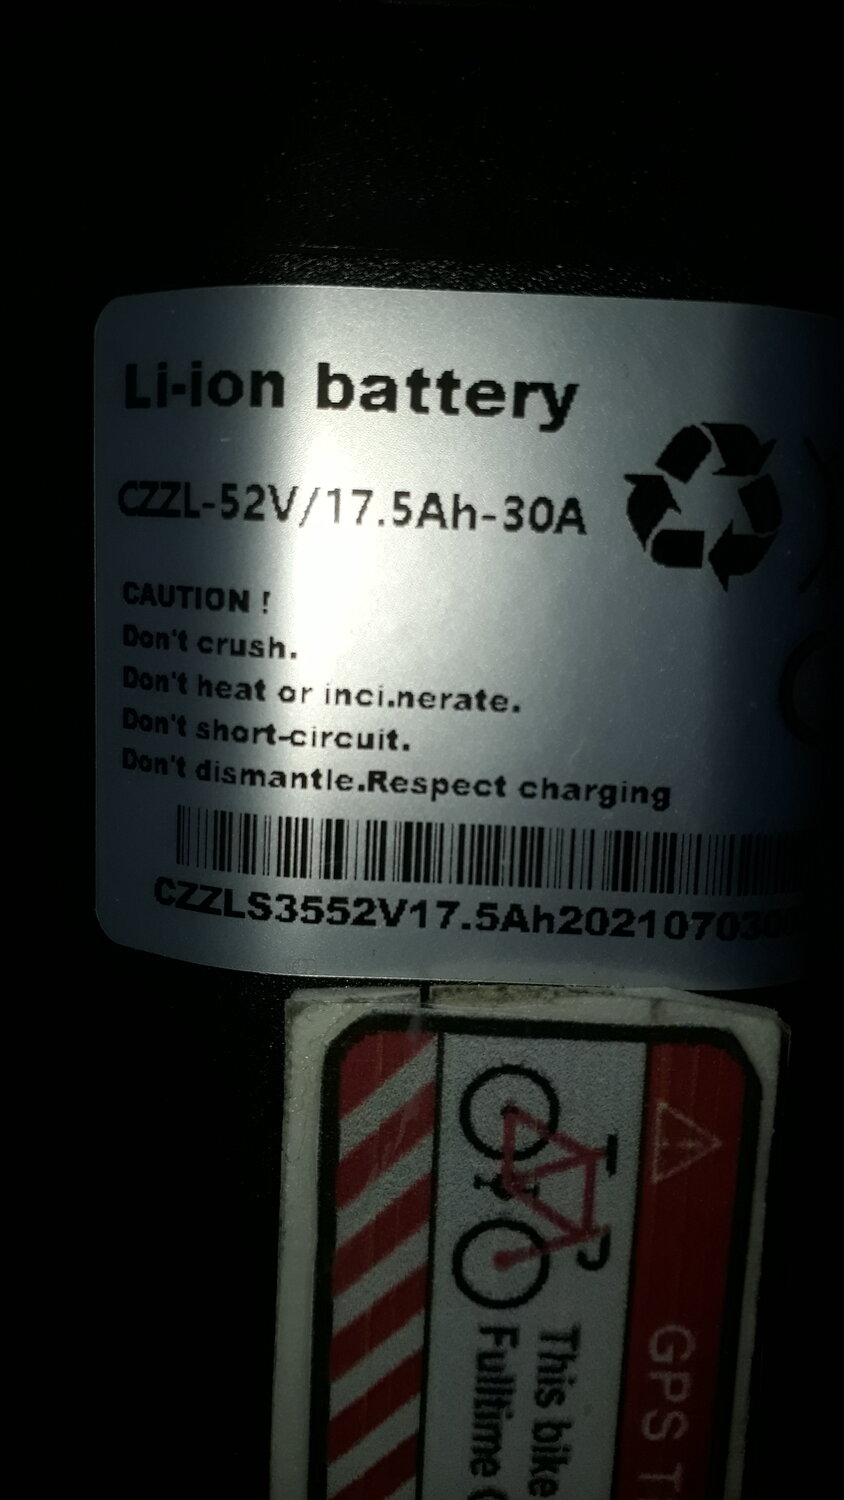 Li-ion battery
CZZL-52V/17.5Ah-30A
CAUTION !
Don't crush.
Don't heat or inci.nerate.
Don't short-circuit.
Don't dismantle.Respect charging
GPS
This bike
Fulltime